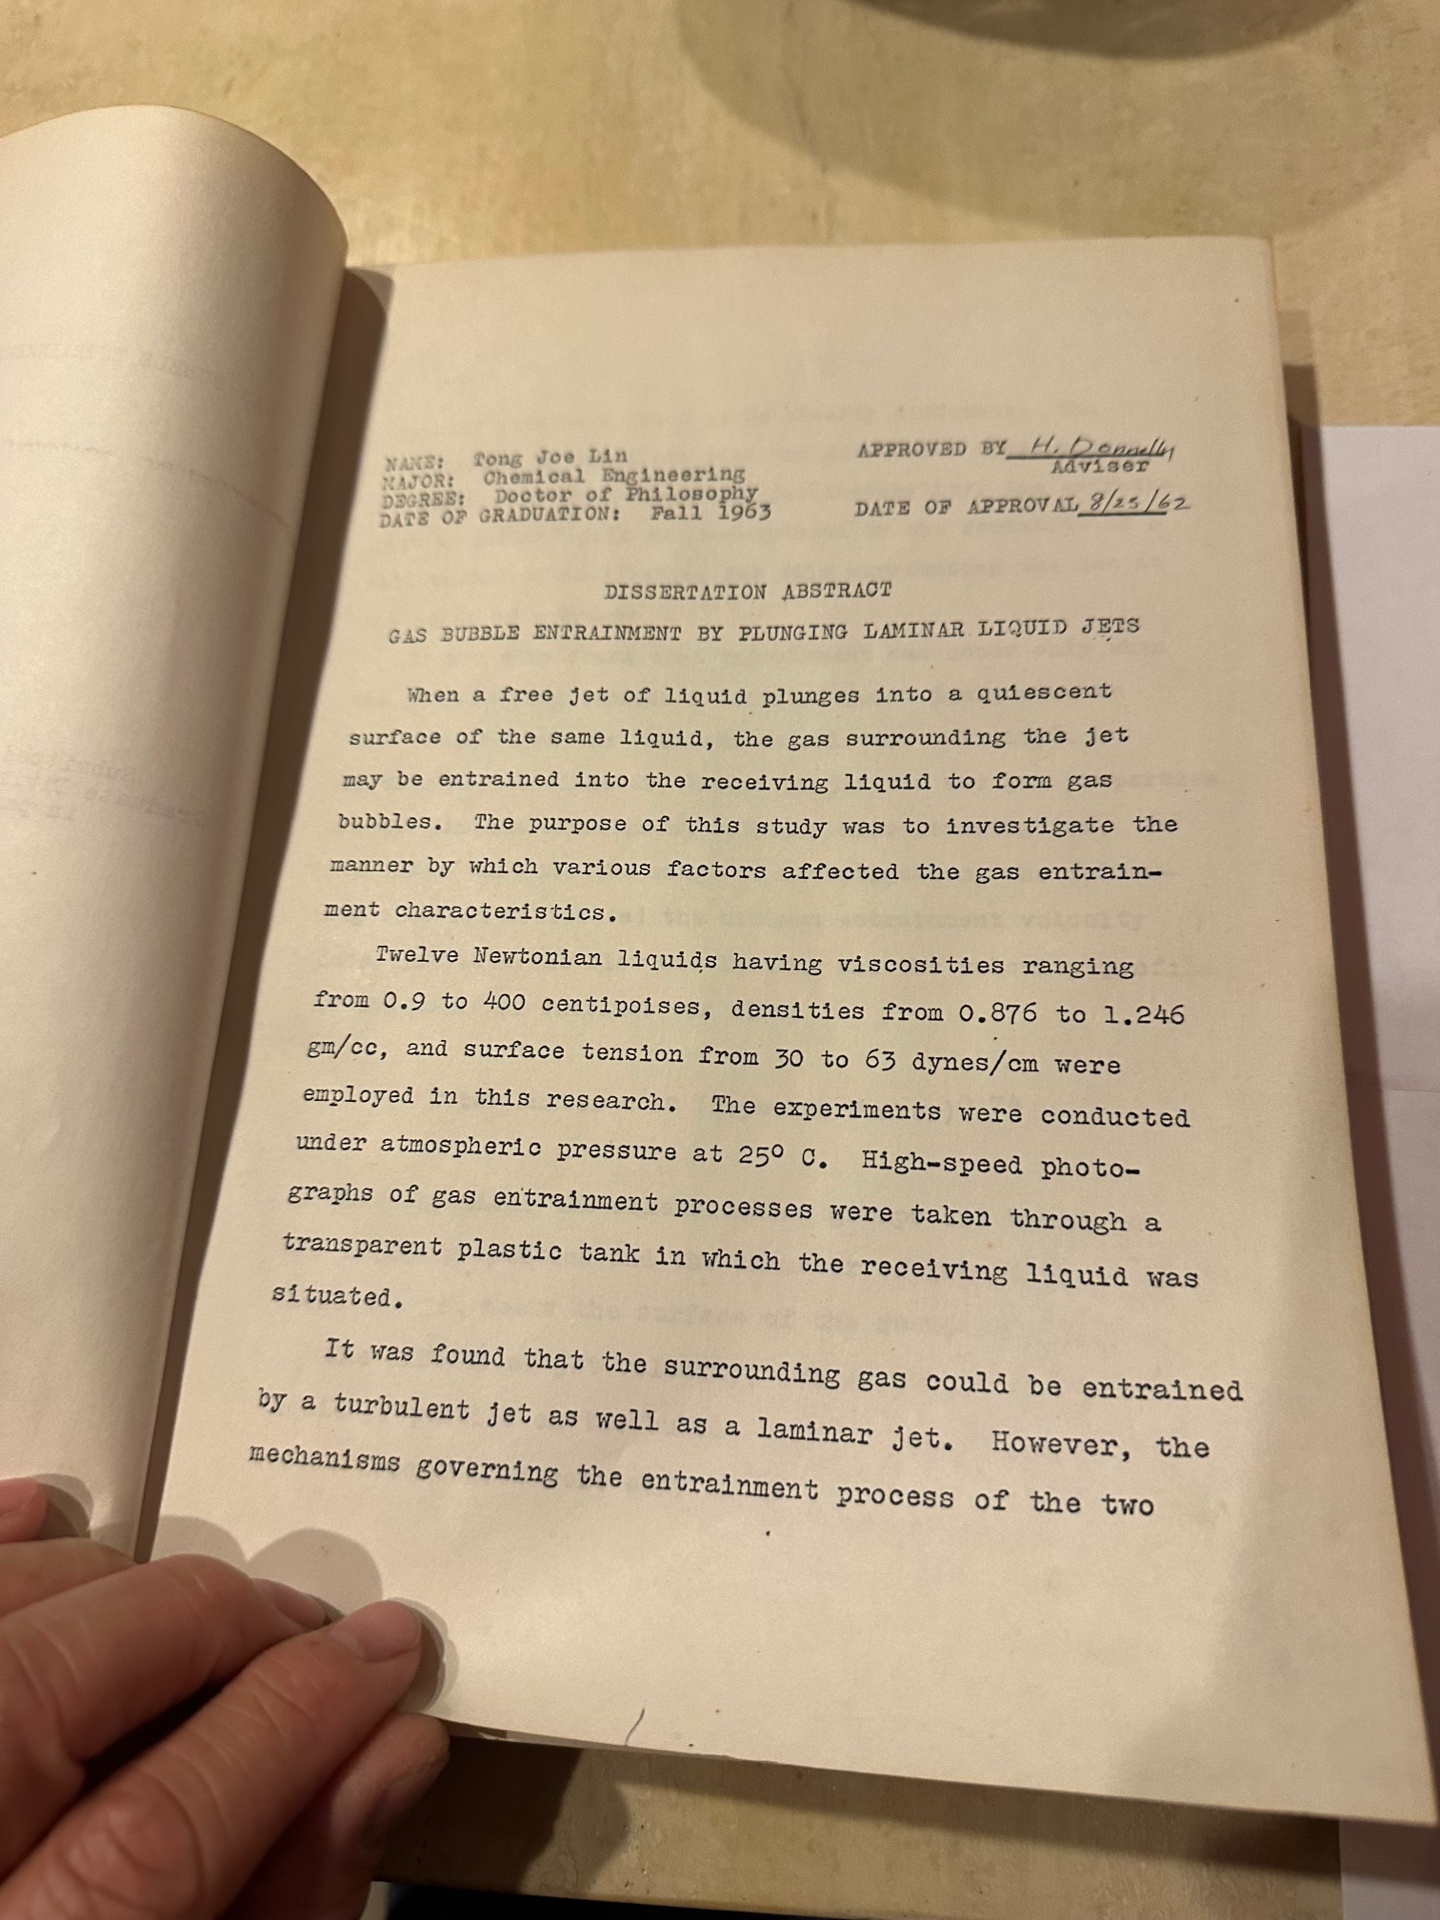 NAME: Tong Joe Lin
MAJOR: Chemical Engineering
DEGREE: Doctor of Philosophy
DATE OF GRADUATION: Fall 1963
APPROVED BY H. Donnelly
Adviser
DATE OF APPROVAL 8/25/62
DISSERTATION ABSTRACT
GAS BUBBLE ENTRAINMENT BY PLUNGING LAMINAR LIQUID JETS
When a free jet of liquid plunges into a quiescent
surface of the same liquid, the gas surrounding the jet
may be entrained into the receiving liquid to form gas
bubbles. The purpose of this study was to investigate the
manner by which various factors affected the gas entrain-
ment characteristics.
Twelve Newtonian liquids having viscosities ranging
from 0.9 to 400 centipoises, densities from 0.876 to 1.246
gm/cc, and surface tension from 30 to 63 dynes/cm were
employed in this research. The experiments were conducted
under atmospheric pressure at 25º C. High-speed photo-
graphs of gas entrainment processes were taken through a
transparent plastic tank in which the receiving liquid was
situated.
It was found that the surrounding gas could be entrained
by a turbulent jet as well as a laminar jet. However, the
mechanisms governing the entrainment process of the two